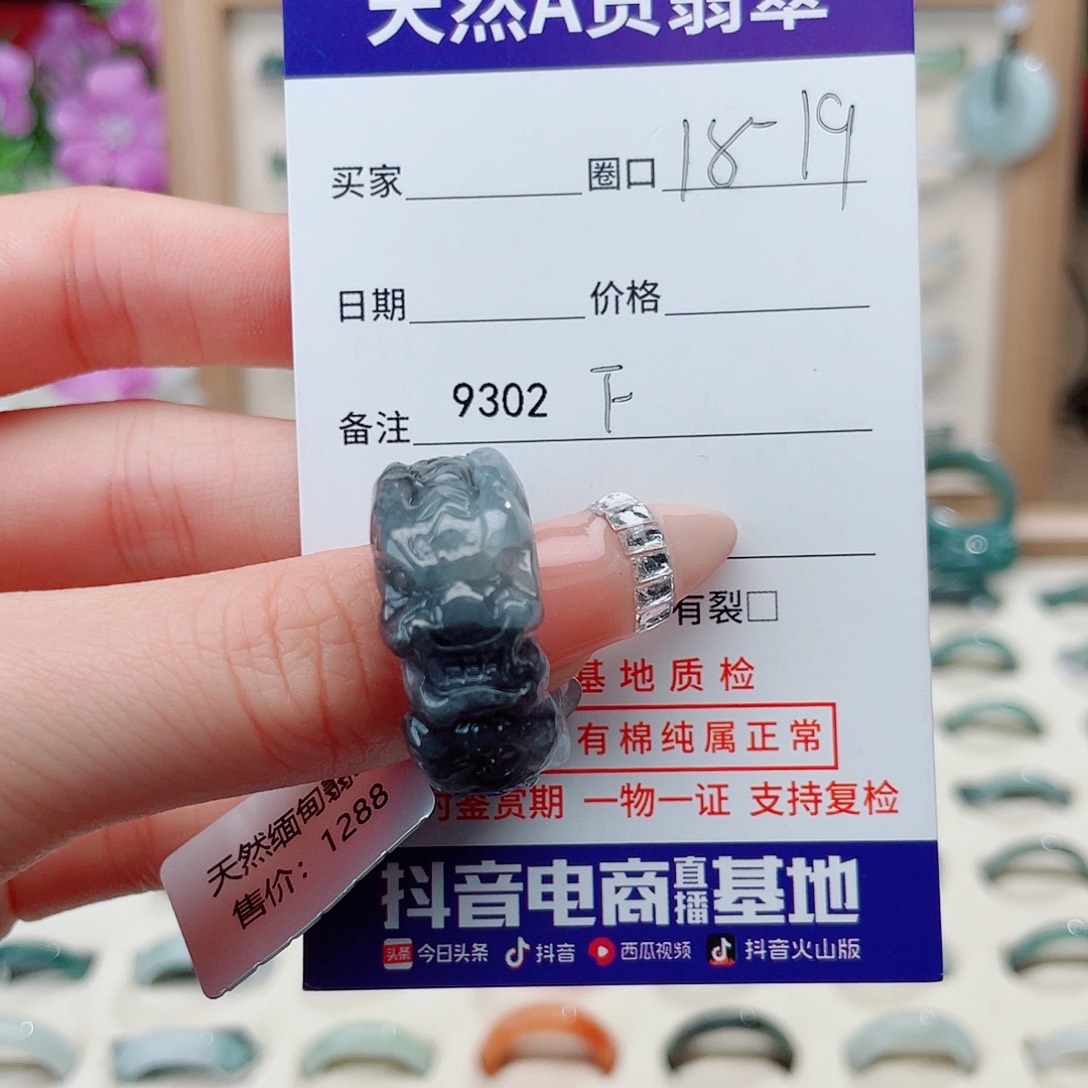 天然A货翡翠
买家 圈口 18-19
日期 价格
备注 9302 F
有裂□
基地质检
有棉纯属正常
鉴赏期 一物一证 支持复检
天然缅甸翡
售价: 1288
抖音电商直播基地
头条 今日头条 抖音 西瓜视频 抖音火山版